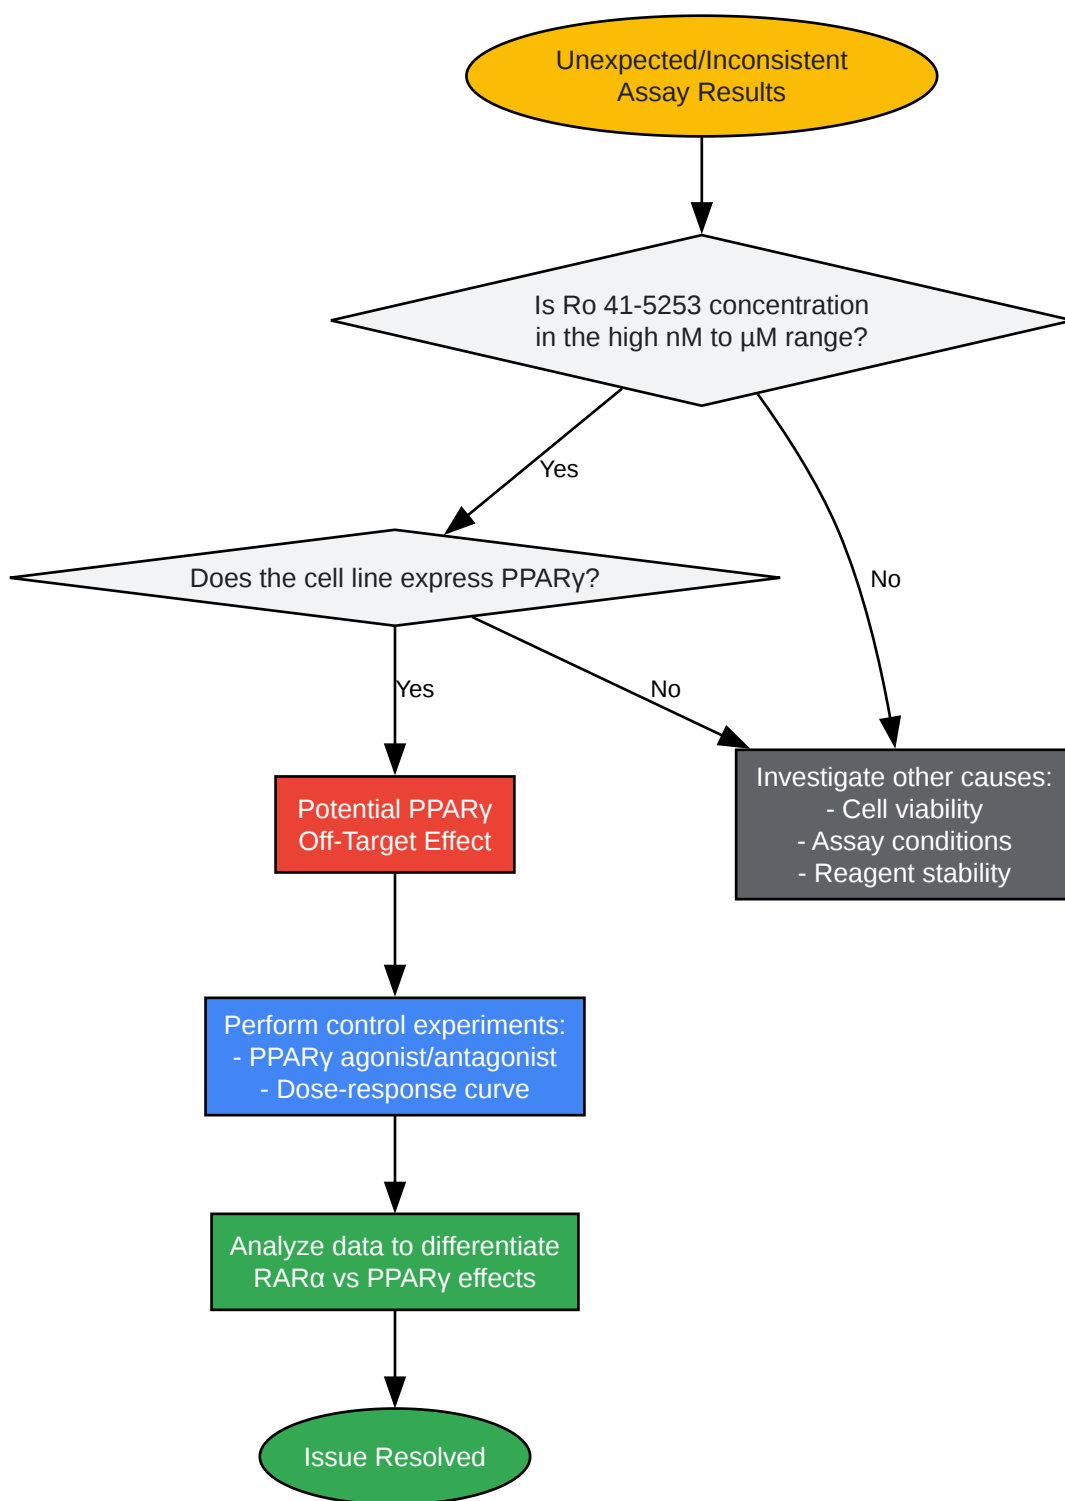 Unexpected/Inconsistent
Assay Results
Is Ro 41-5253 concentration
in the high nM to µM range?
Yes
No
Does the cell line express PPARγ?
Yes
No
Potential PPARγ
Off-Target Effect
Investigate other causes:
- Cell viability
- Assay conditions
- Reagent stability
Perform control experiments:
- PPARγ agonist/antagonist
- Dose-response curve
Analyze data to differentiate
RARα vs PPARγ effects
Issue Resolved